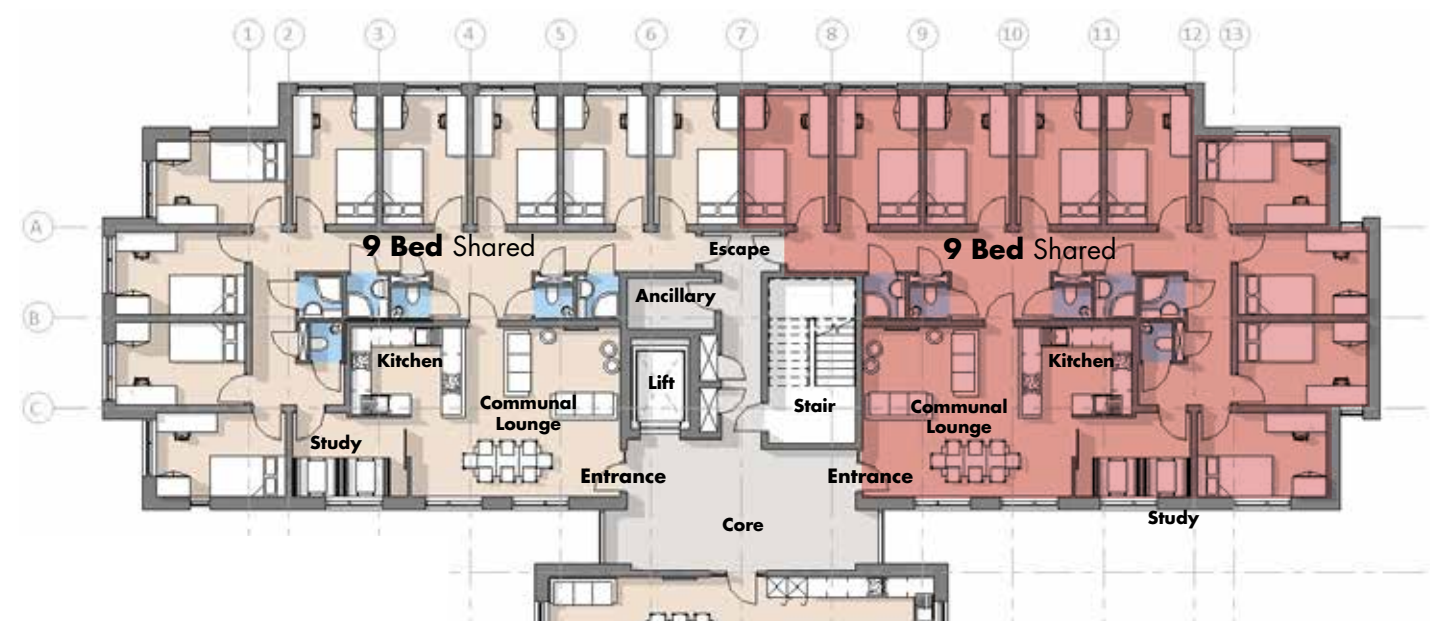 1 2 3 4 5 6 7 8 9 10 11 12 13
A
9 Bed Shared
Escape
9 Bed Shared
Ancillary
B
Kitchen
Kitchen
Lift
C
Communal
Lounge
Stair
Communal
Lounge
Study
Entrance
Entrance
Core
Study